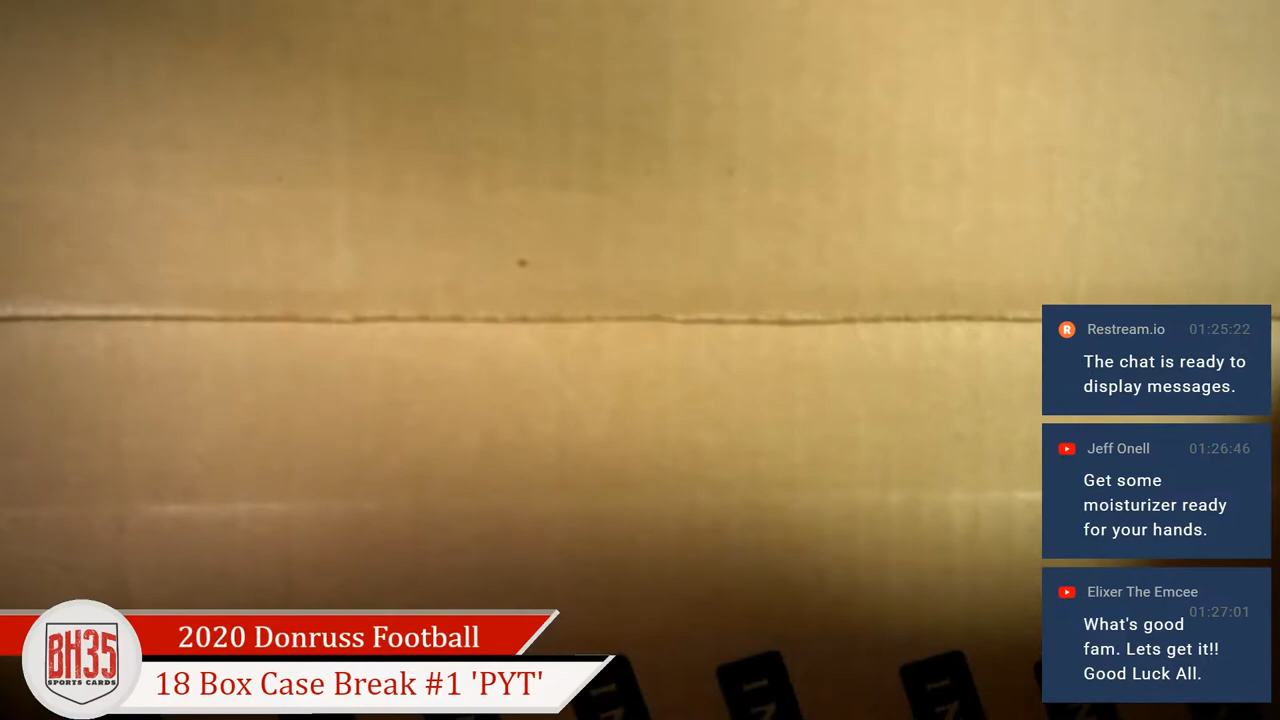 Restream.io 01:25:22
The chat is ready to
display messages.
Jeff Onell 01:26:46
Get some
moisturizer ready
for your hands.
Elixer The Emcee
01:27:01
What's good
fam. Lets get it!!
Good Luck All.
2020 Donruss Football
18 Box Case Break #1 'PYT'
BH35
SPORTS CARDS